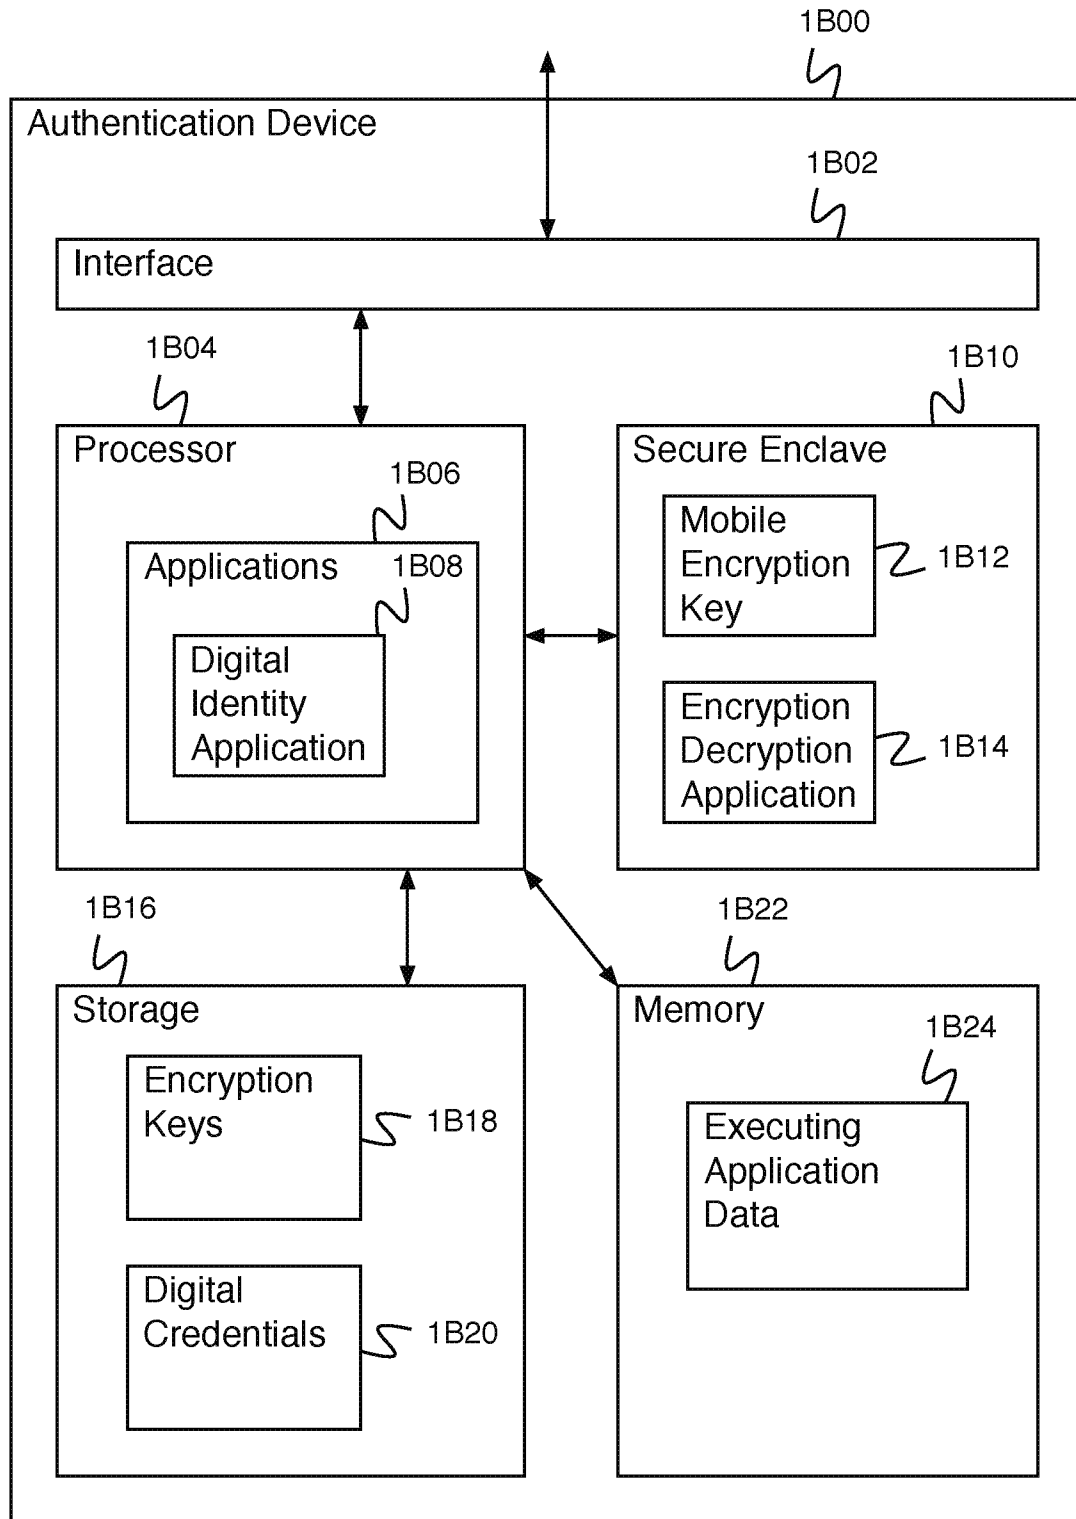 1B00
Authentication Device
1B02
Interface
1B04
1B10
Processor
Secure Enclave
1B06
Mobile
Encryption
Key
1B12
Applications
1B08
Digital
Identity
Application
Encryption
Decryption
Application
1B14
1B16
1B22
Storage
Memory
1B24
Encryption
Keys
1B18
Executing
Application
Data
Digital
Credentials
1B20